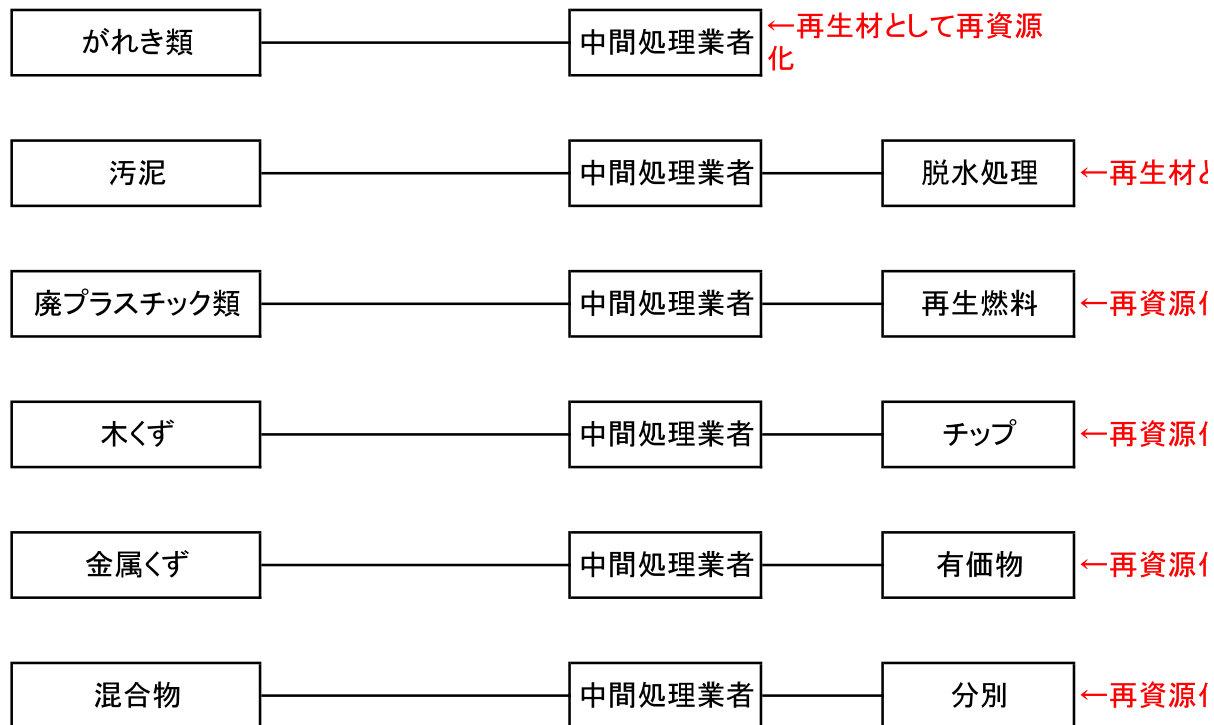 がれき類 中間処理業者 ←再生材として再資源
化
汚泥 中間処理業者 脱水処理 ←再生材と
廃プラスチック類 中間処理業者 再生燃料 ←再資源化
木くず 中間処理業者 チップ ←再資源化
金属くず 中間処理業者 有価物 ←再資源化
混合物 中間処理業者 分別 ←再資源化